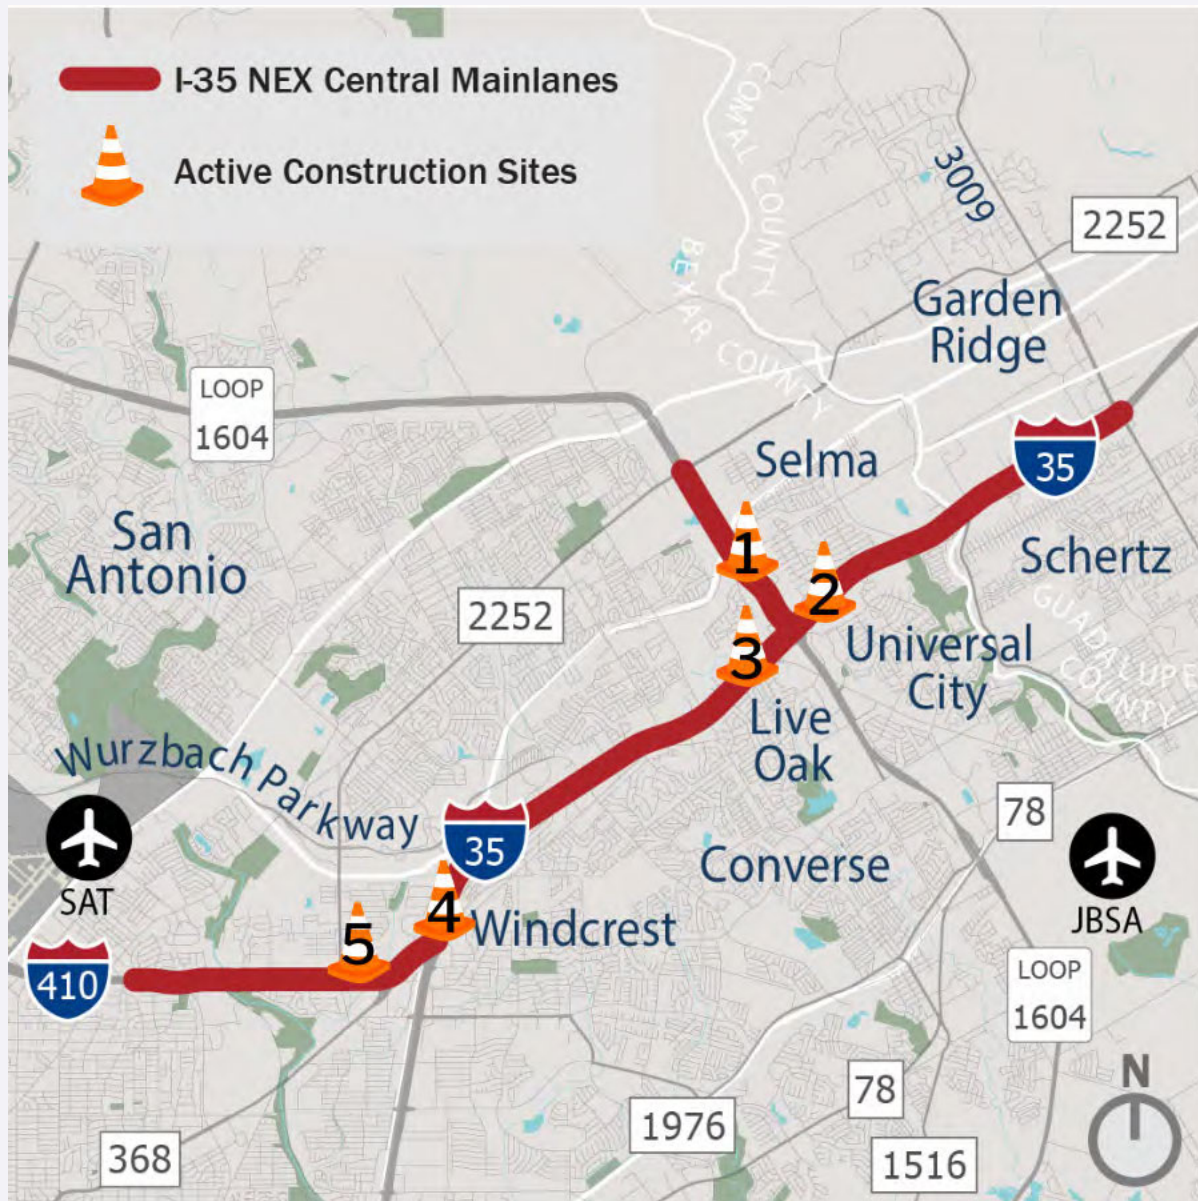 I-35 NEX Central Mainlanes
Active Construction Sites
COMAL COUNTY
BEXAR COUNTY
3009
2252
Garden
Ridge
LOOP
1604
Selma
35
San
Antonio
1
Schertz
2
2252
GUADALUPE
COUNTY
3
Universal
City
Live
Oak
Wurzbach Parkway
78
35
SAT
Converse
JBSA
4
Windcrest
5
410
LOOP
1604
N
78
1976
368
1516